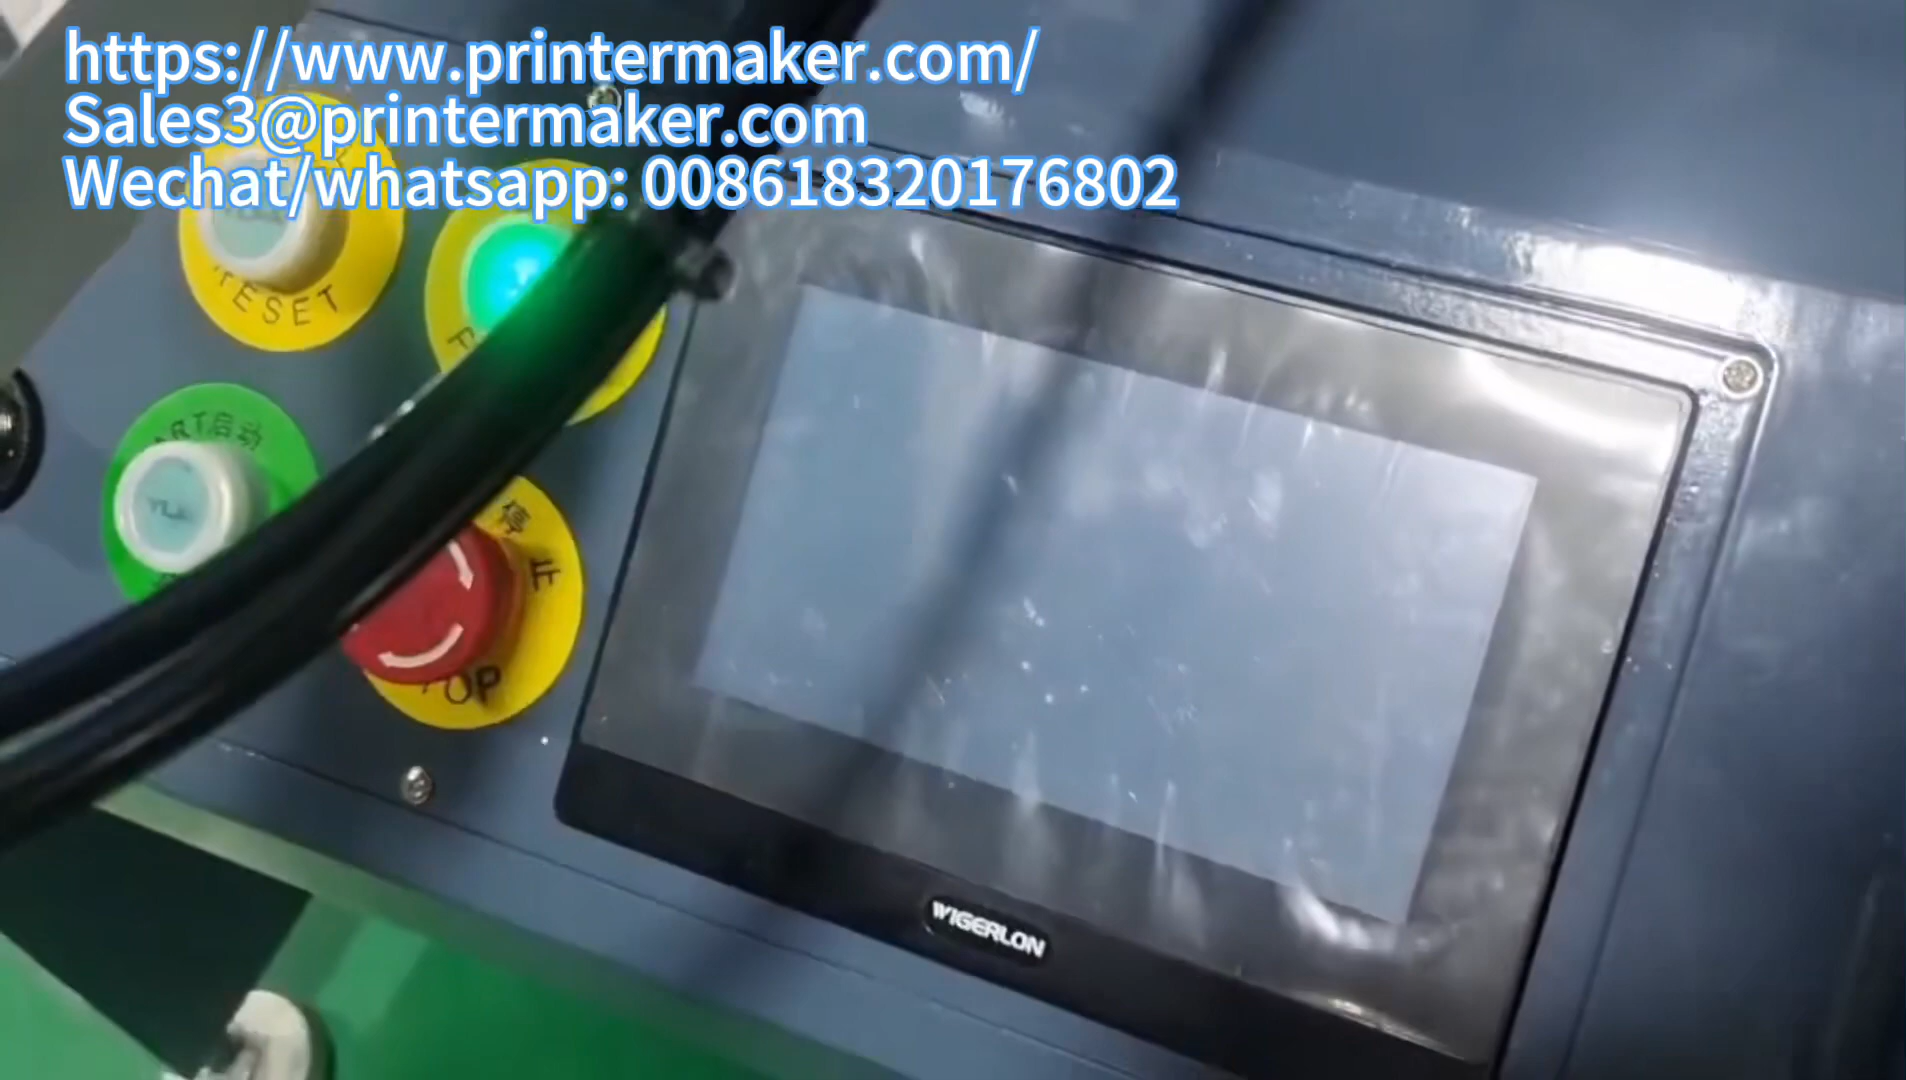 https://www.printermaker.com/
Sales3@printermaker.com
Wechat/whatsapp: 008618320176802
RESET
START启动
停止
STOP
WIGERLON